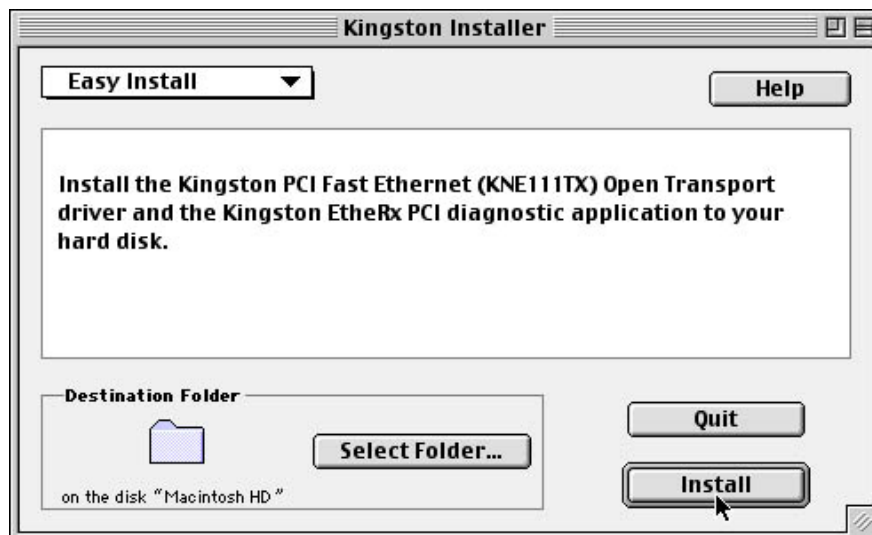 Kingston Installer
Easy Install
Help
Install the Kingston PCI Fast Ethernet (KNE111TX) Open Transport
driver and the Kingston EtheRx PCI diagnostic application to your
hard disk.
Destination Folder
Select Folder...
on the disk “Macintosh HD”
Quit
Install